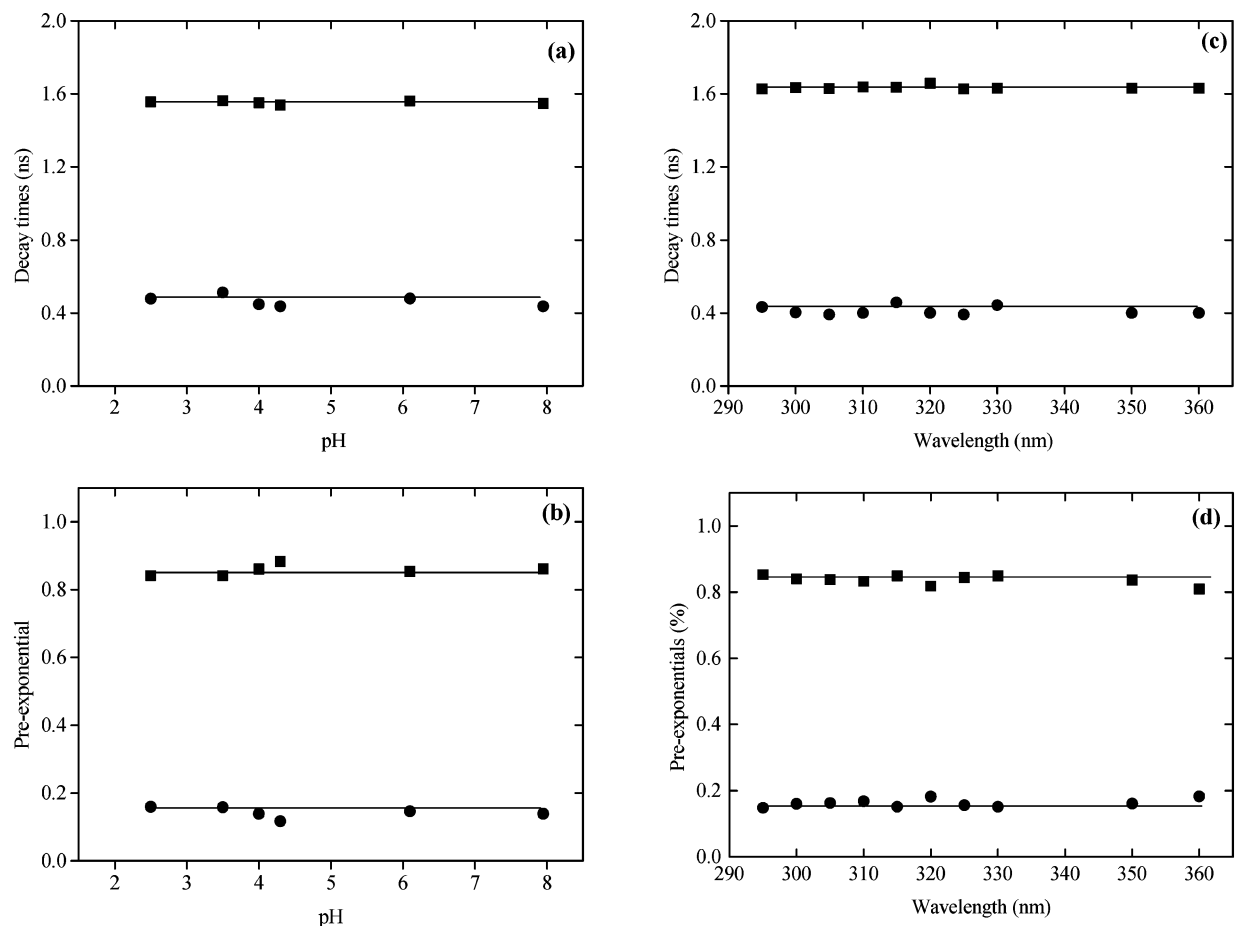 (a)
2.0
1.6
1.2
0.8
0.4
0.0
Decay times (ns)
2 3 4 5 6 7 8
pH
(c)
2.0
1.6
1.2
0.8
0.4
0.0
Decay times (ns)
290 300 310 320 330 340 350 360
Wavelength (nm)
(b)
1.0
0.8
0.6
0.4
0.2
0.0
Pre-exponential
2 3 4 5 6 7 8
pH
(d)
1.0
0.8
0.6
0.4
0.2
0.0
Pre-exponentials (%)
290 300 310 320 330 340 350 360
Wavelength (nm)